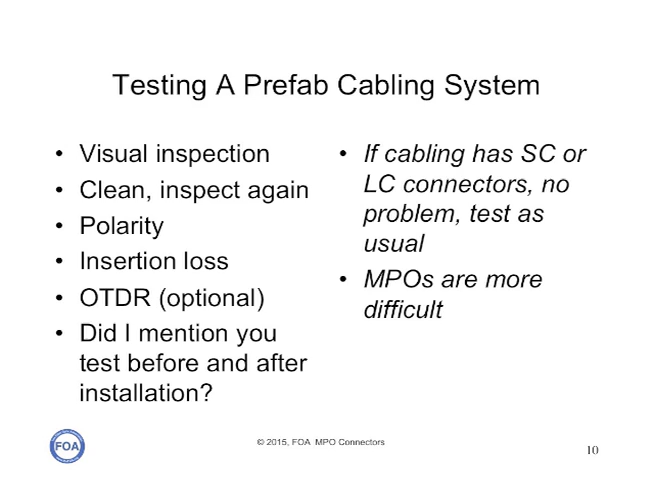 Testing A Prefab Cabling System
• Visual inspection
• Clean, inspect again
• Polarity
• Insertion loss
• OTDR (optional)
• Did I mention you
test before and after
installation?
• If cabling has SC or
LC connectors, no
problem, test as
usual
• MPOs are more
difficult
FOA
© 2015, FOA MPO Connectors
10